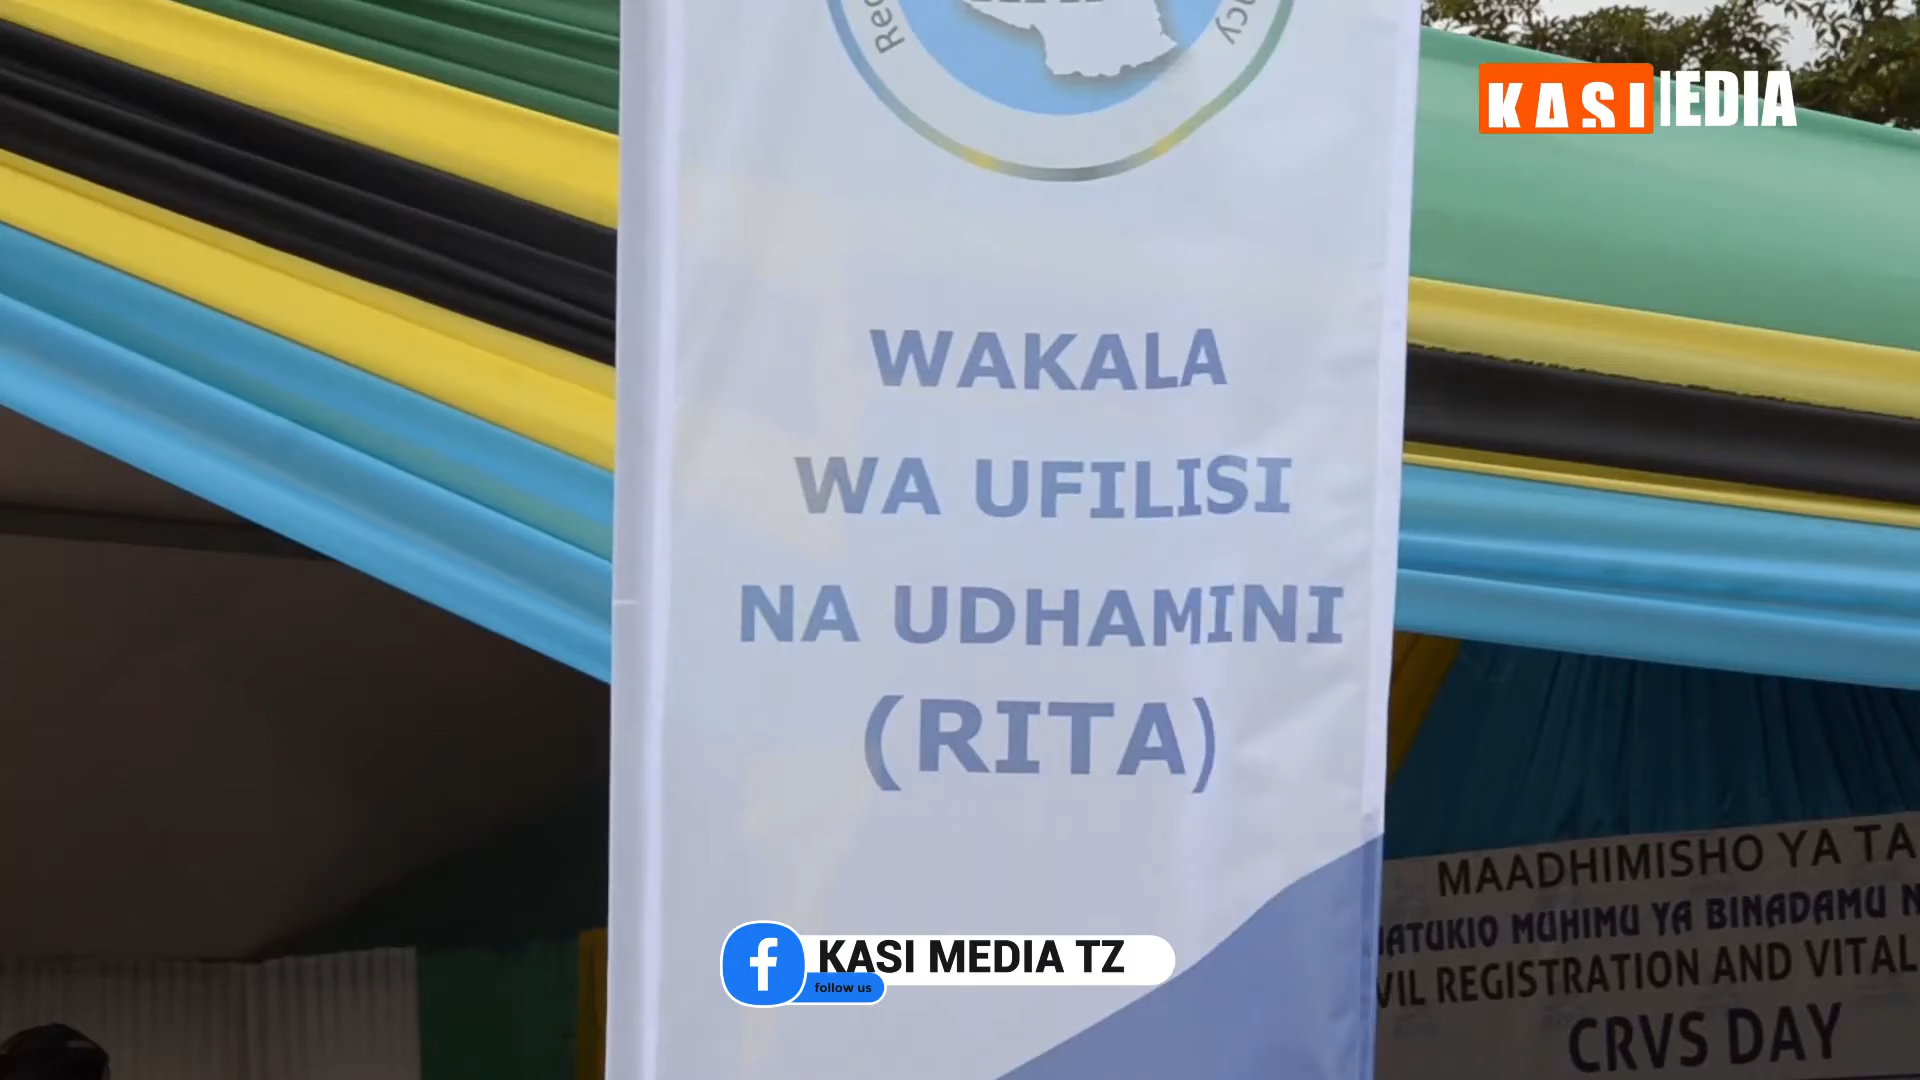 KASI
WAKALA
WA UFILISI
NA UDHAMINI
(RITA)
MAADHIMISHO YA
MUHIMU YA BINADAMU
REGISTRATION AND VITAL
CRVS DAY
KASI MEDIA TZ
follow us